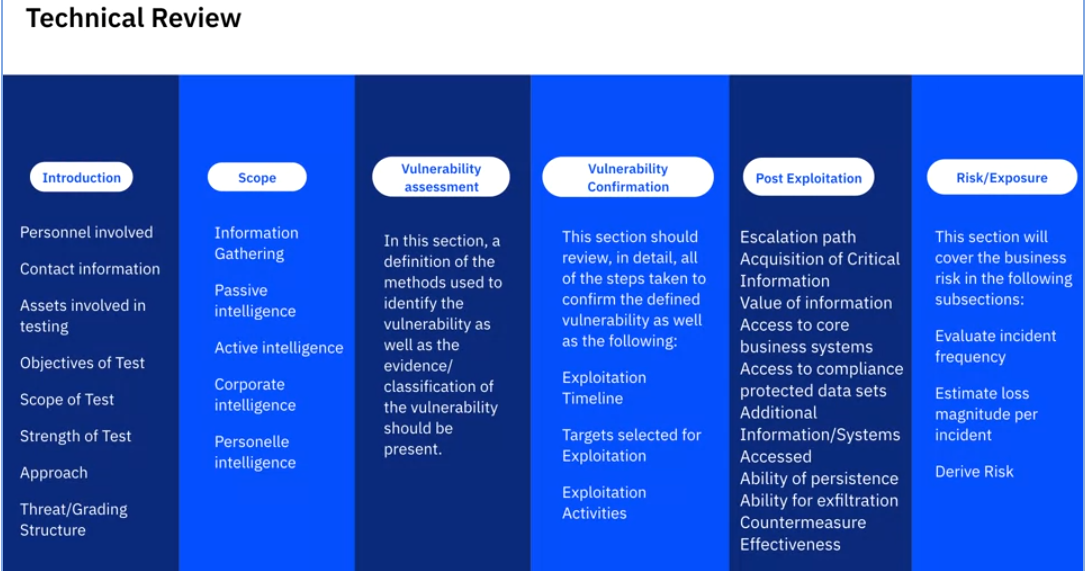 Technical Review
Introduction
Personnel involved
Contact information
Assets involved in
testing
Objectives of Test
Scope of Test
Strength of Test
Approach
Threat/Grading
Structure
Scope
Information
Gathering
Passive
intelligence
Active intelligence
Corporate
intelligence
Personelle
intelligence
Vulnerability
assessment
In this section, a
definition of the
methods used to
identify the
vulnerability as
well as the
evidence/
classification of
the vulnerability
should be
present.
Vulnerability
Confirmation
This section should
review, in detail, all
of the steps taken to
confirm the defined
vulnerability as well
as the following:
Exploitation
Timeline
Targets selected for
Exploitation
Exploitation
Activities
Post Exploitation
Escalation path
Acquisition of Critical
Information
Value of information
Access to core
business systems
Access to compliance
protected data sets
Additional
Information/Systems
Accessed
Ability of persistence
Ability for exfiltration
Countermeasure
Effectiveness
Risk/Exposure
This section will
cover the business
risk in the following
subsections:
Evaluate incident
frequency
Estimate loss
magnitude per
incident
Derive Risk